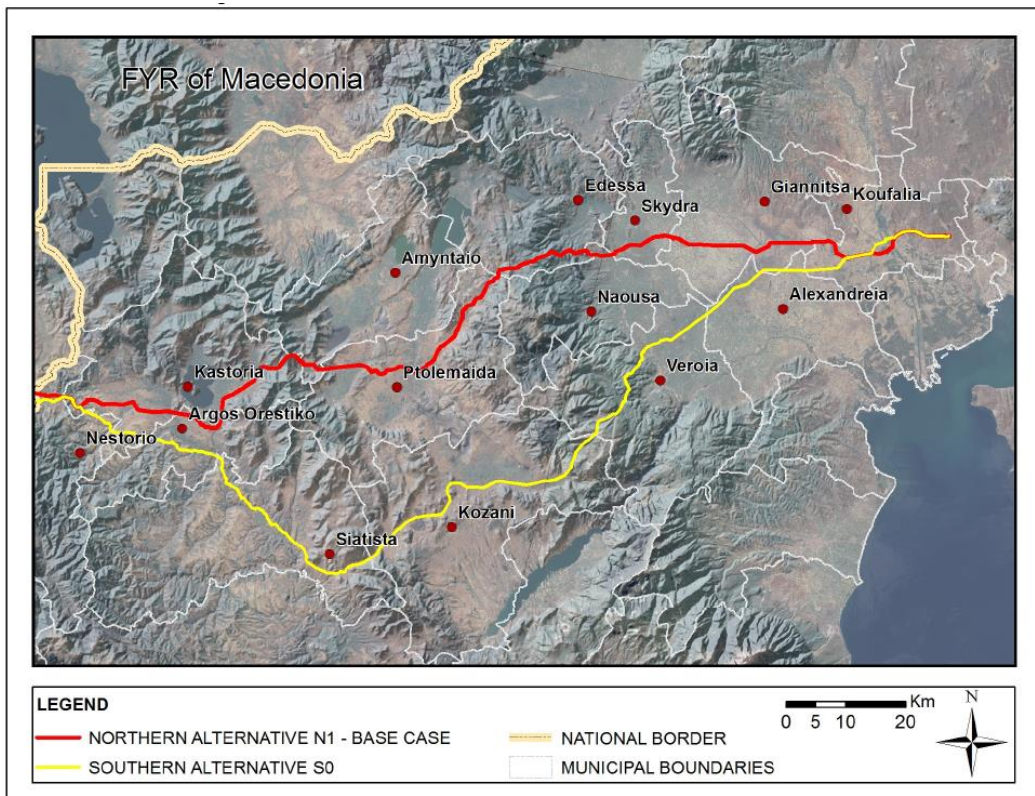 FYR of Macedonia
Edessa
Skydra
Giannitsa
Koufalia
Amyntaio
Naousa
Alexandreia
Kastoria
Ptolemaida
Veroia
Argos Orestiko
Nestorio
Kozani
Siatista
LEGEND
NORTHERN ALTERNATIVE N1 - BASE CASE
SOUTHERN ALTERNATIVE S0
NATIONAL BORDER
MUNICIPAL BOUNDARIES
Km
0 5 10 20
N